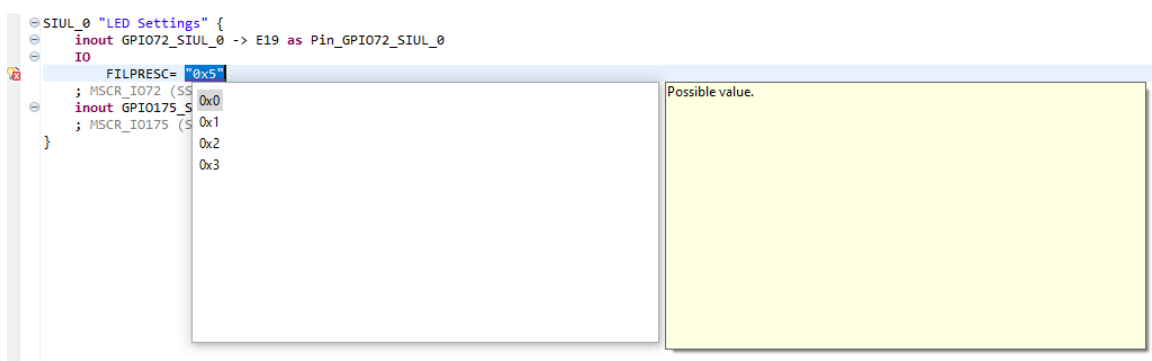 SIUL_0 "LED Settings" {
inout GPIO72_SIUL_0 -> E19 as Pin_GPIO72_SIUL_0
IO
FILPRESC= "0x5"
; MSCR_IO72 (SS
inout GPIO175_S
; MSCR_IO175 (S
}
0x0
0x1
0x2
0x3
Possible value.